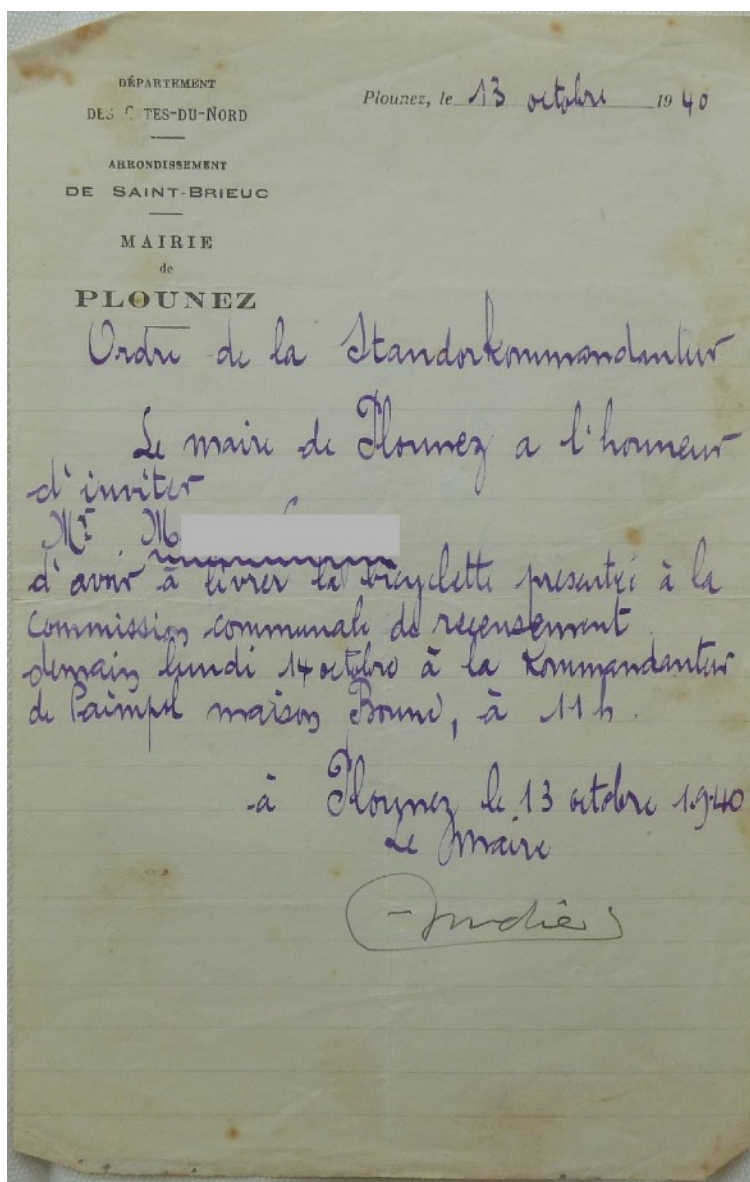 DÉPARTEMENT
DES C TES-DU-NORD
Plounez, le 13 octobre 1940
ARRONDISSEMENT
DE SAINT-BRIEUC
MAIRIE
de
PLOUNEZ
Ordre de la Standorkommandantur
Le maire de Plounez a l'honneur
d'inviter
Mr M
d'avoir à livrer la bicyclette présentée à la
commission communale de recensement
demain lundi 14 octobre à la Kommandantur
de Paimpol maison Bonne, à 11 h.
à Plounez le 13 octobre 1940
Le Maire